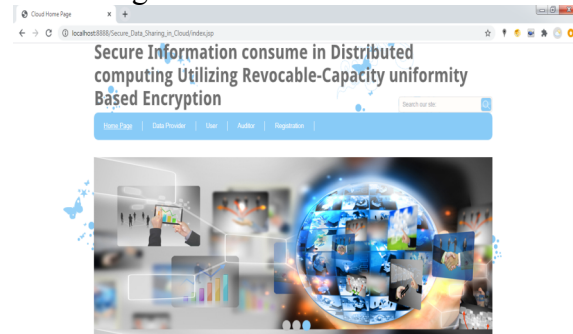 Cloud Home Page
localhost:8888/Secure_Data_Sharing_in_Cloud/index.jsp
Secure Information consume in Distributed
computing Utilizing Revocable-Capacity uniformity
Based Encryption
Search our site
Home Page | Data Provider | User | Auditor | Registration |